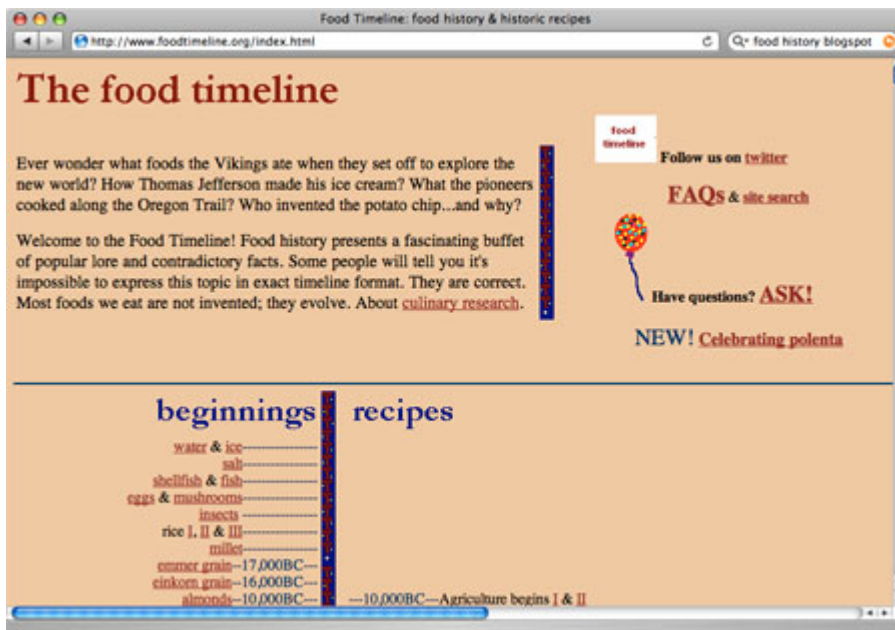 Food Timeline: food history & historic recipes
http://www.foodtimeline.org/index.html
food history blogspot
The food timeline
food
timeline
Follow us on twitter
FAQs & site search
Ever wonder what foods the Vikings ate when they set off to explore the
new world? How Thomas Jefferson made his ice cream? What the pioneers
cooked along the Oregon Trail? Who invented the potato chip...and why?
Welcome to the Food Timeline! Food history presents a fascinating buffet
of popular lore and contradictory facts. Some people will tell you it's
impossible to express this topic in exact timeline format. They are correct.
Most foods we eat are not invented; they evolve. About culinary research.
Have questions? ASK!
NEW! Celebrating polenta
beginnings recipes
water & ice------------------
salt------------------
shellfish & fish------------------
eggs & mushrooms------------------
insects ------------------
rice I, II & III------------------
millet------------------
emmer grain--17,000BC---
einkorn grain--16,000BC---
almonds--10,000BC--- ---10,000BC---Agriculture begins I & II